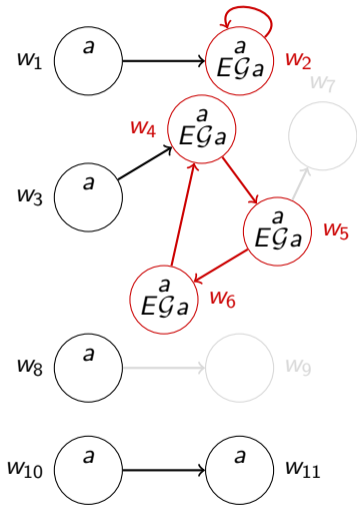 w₁ a a w₂
E𝒢a
w₇
w₄ a
E𝒢a
w₃ a
a w₅
E𝒢a
a w₆
E𝒢a
w₈ a w₉
w₁₀ a a w₁₁